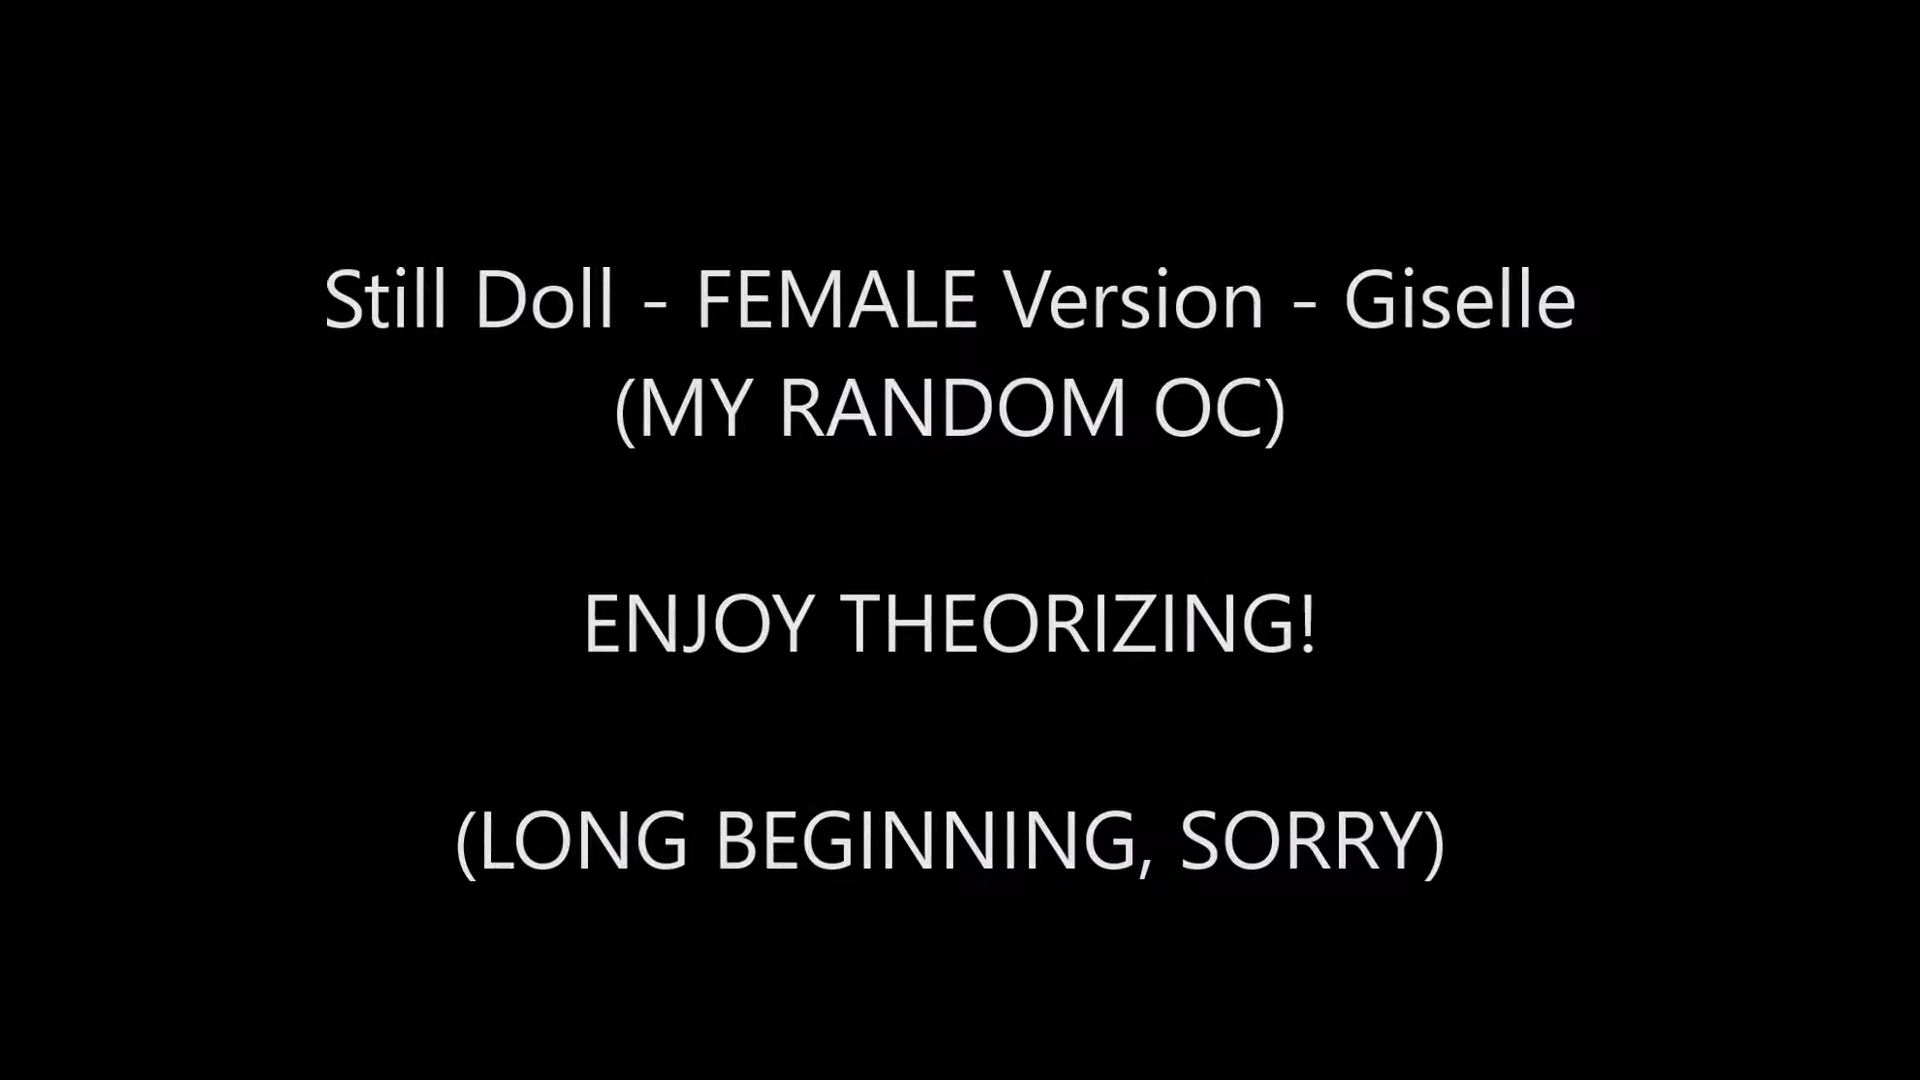 Still Doll - FEMALE Version - Giselle
(MY RANDOM OC)
ENJOY THEORIZING!
(LONG BEGINNING, SORRY)